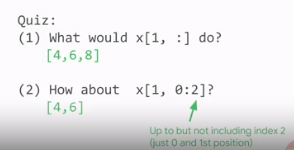 Quiz:
(1) What would x[1, :] do?
[4,6,8]
(2) How about x[1, 0:2]?
[4,6]
Up to but not including index 2
(just 0 and 1st position)